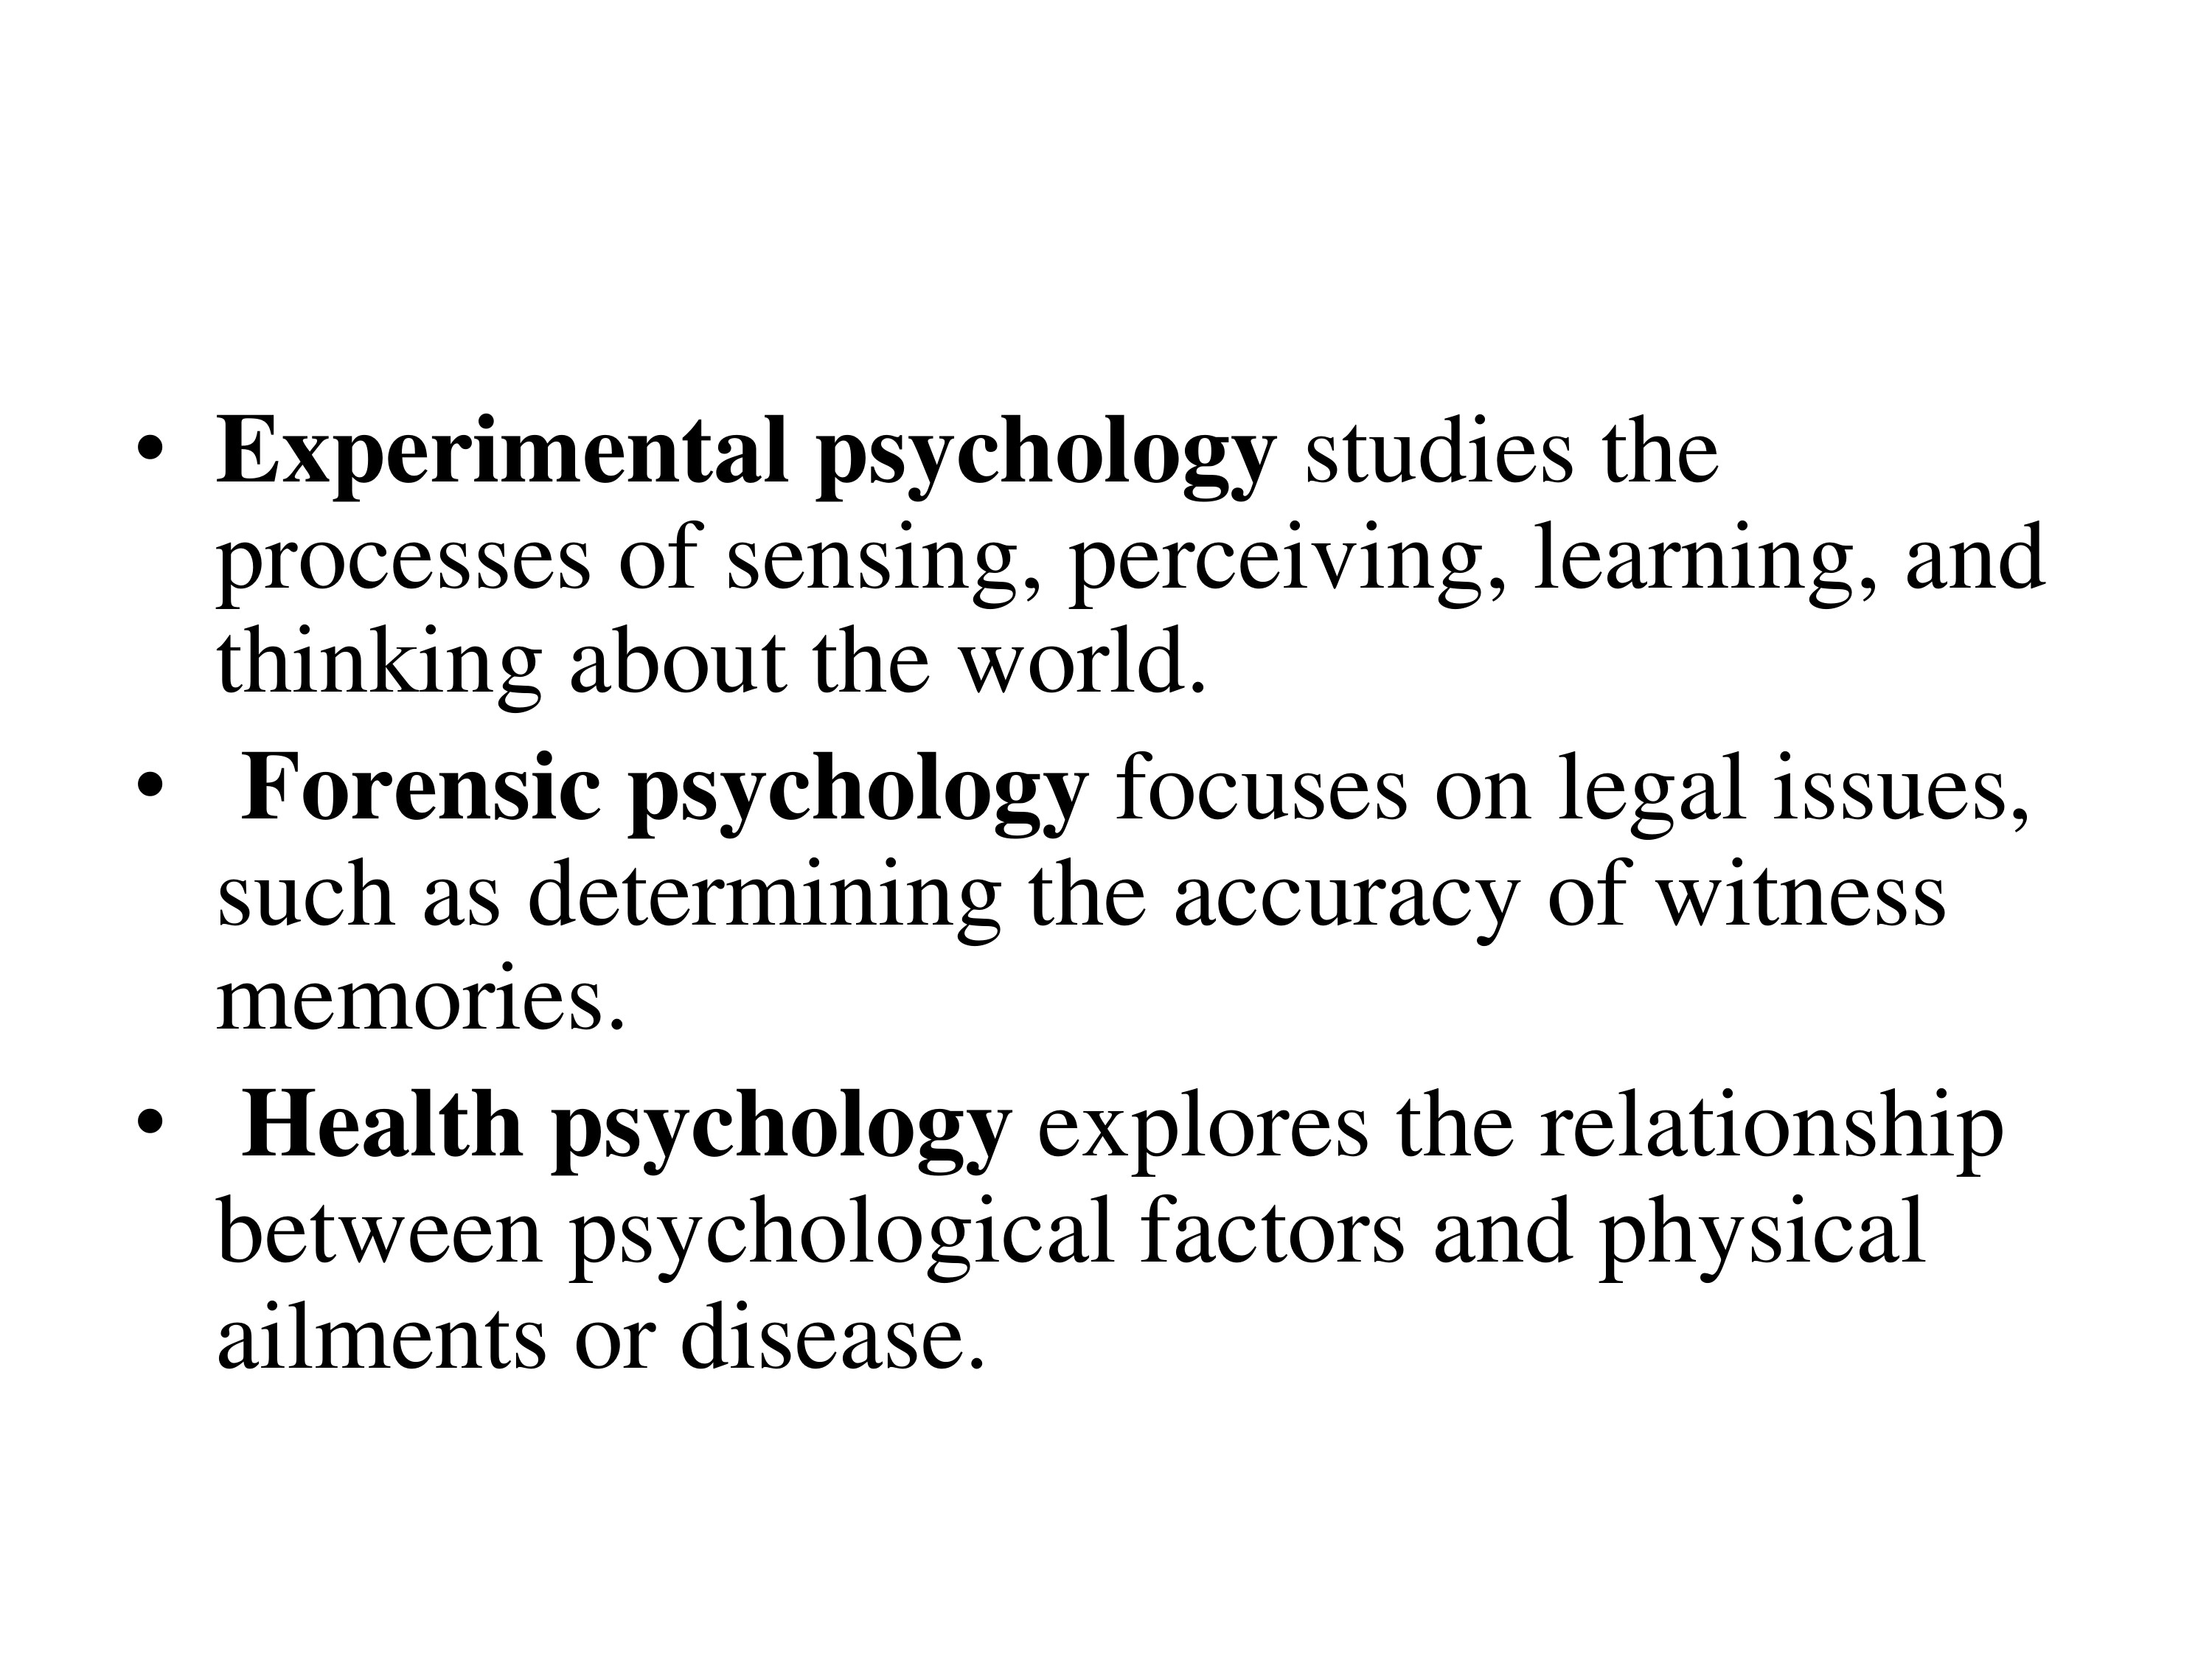 • Experimental psychology studies the
processes of sensing, perceiving, learning, and
thinking about the world.
• Forensic psychology focuses on legal issues,
such as determining the accuracy of witness
memories.
• Health psychology explores the relationship
between psychological factors and physical
ailments or disease.